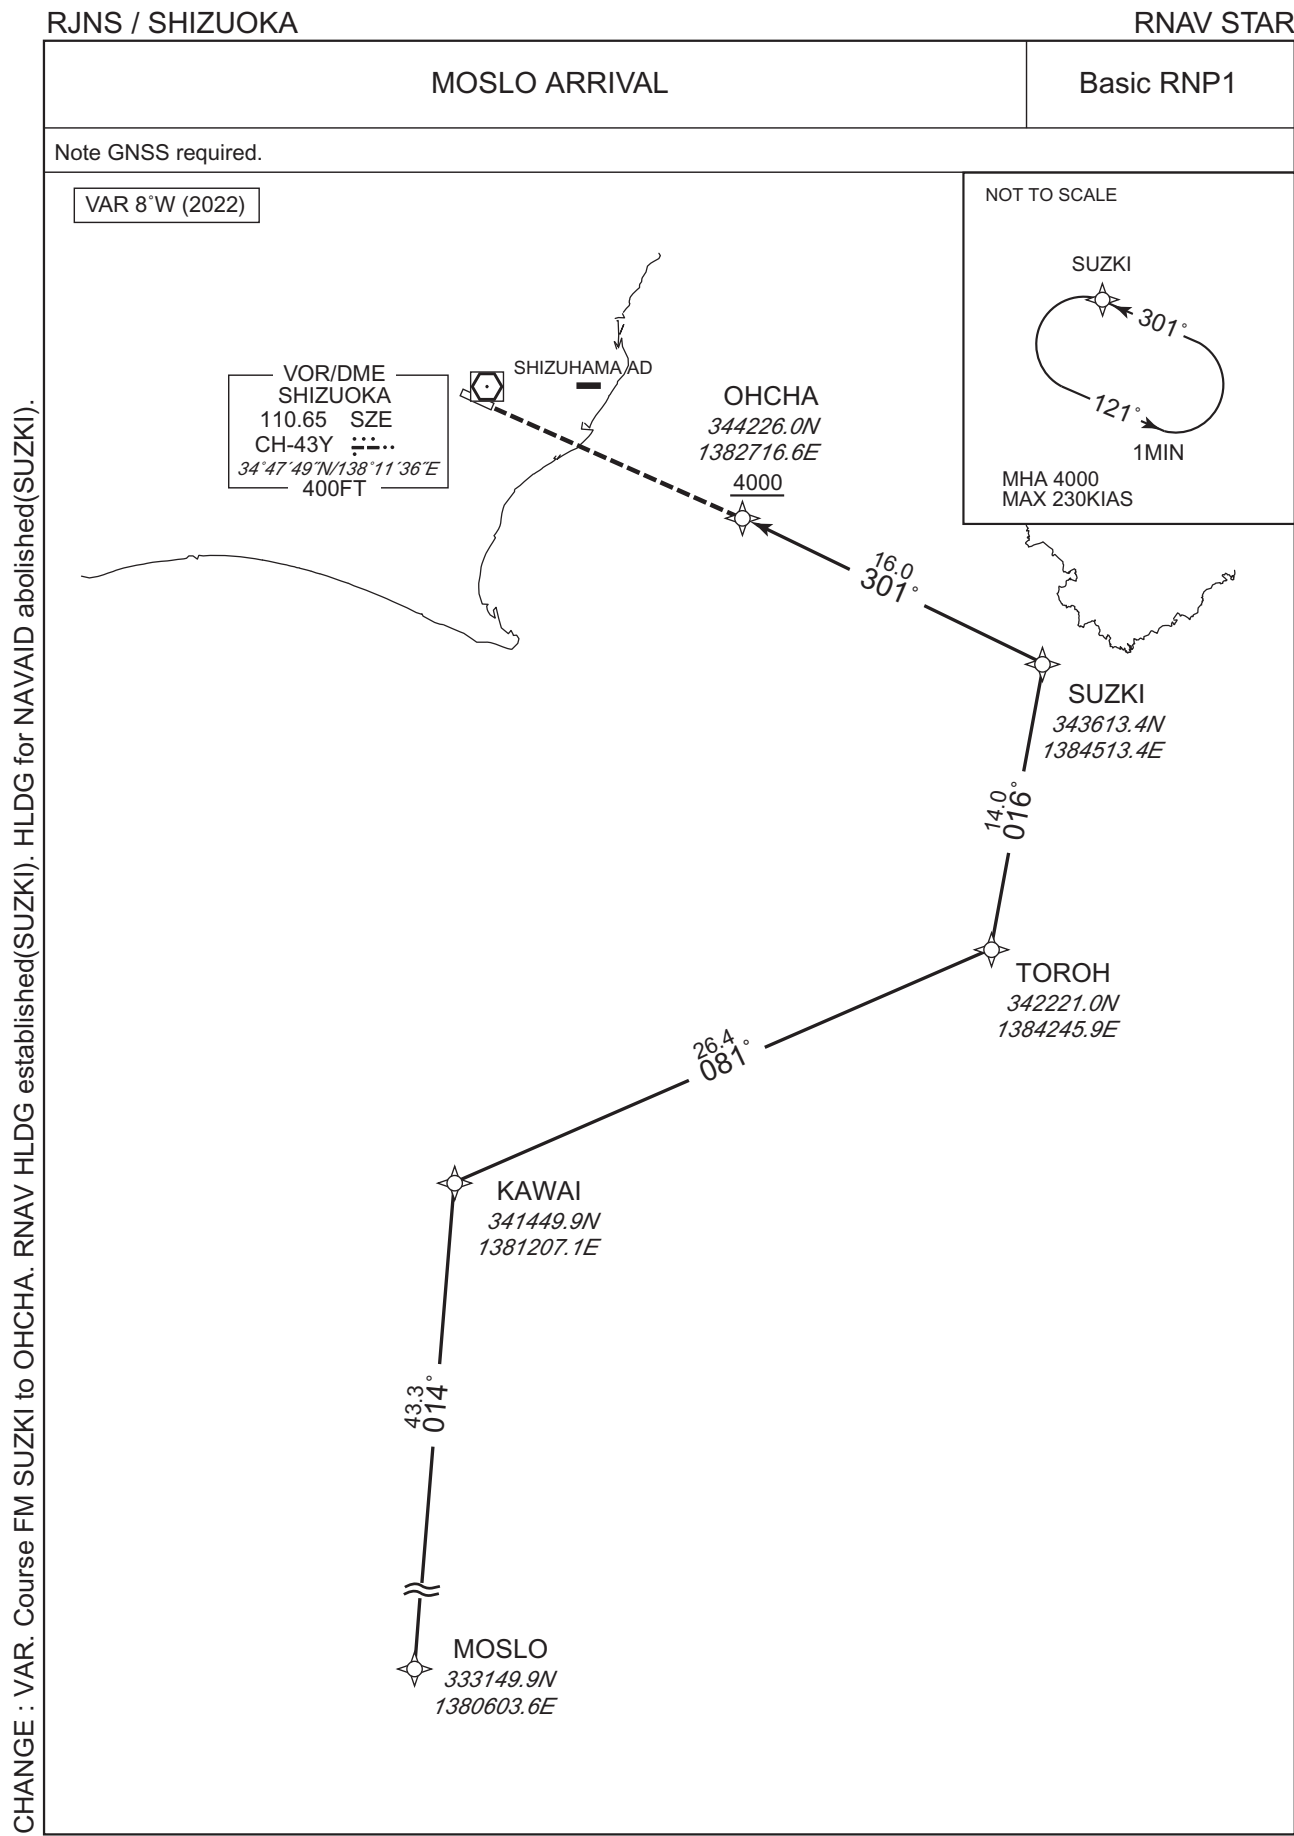 RJNS / SHIZUOKA
RNAV STAR
MOSLO ARRIVAL
Basic RNP1
Note GNSS required.
VAR 8˚W (2022)
NOT TO SCALE
SUZKI
301˚
121˚
1MIN
MHA 4000
MAX 230KIAS
SHIZUHAMA AD
VOR/DME
SHIZUOKA
110.65 SZE
CH-43Y
34˚47´49˝N/138˚11´36˝E
400FT
OHCHA
344226.0N
1382716.6E
4000
16.0
301˚
SUZKI
343613.4N
1384513.4E
14.0
016˚
TOROH
342221.0N
1384245.9E
26.4
081˚
KAWAI
341449.9N
1381207.1E
43.3
014˚
MOSLO
333149.9N
1380603.6E
CHANGE : VAR. Course FM SUZKI to OHCHA. RNAV HLDG established(SUZKI). HLDG for NAVAID abolished(SUZKI).